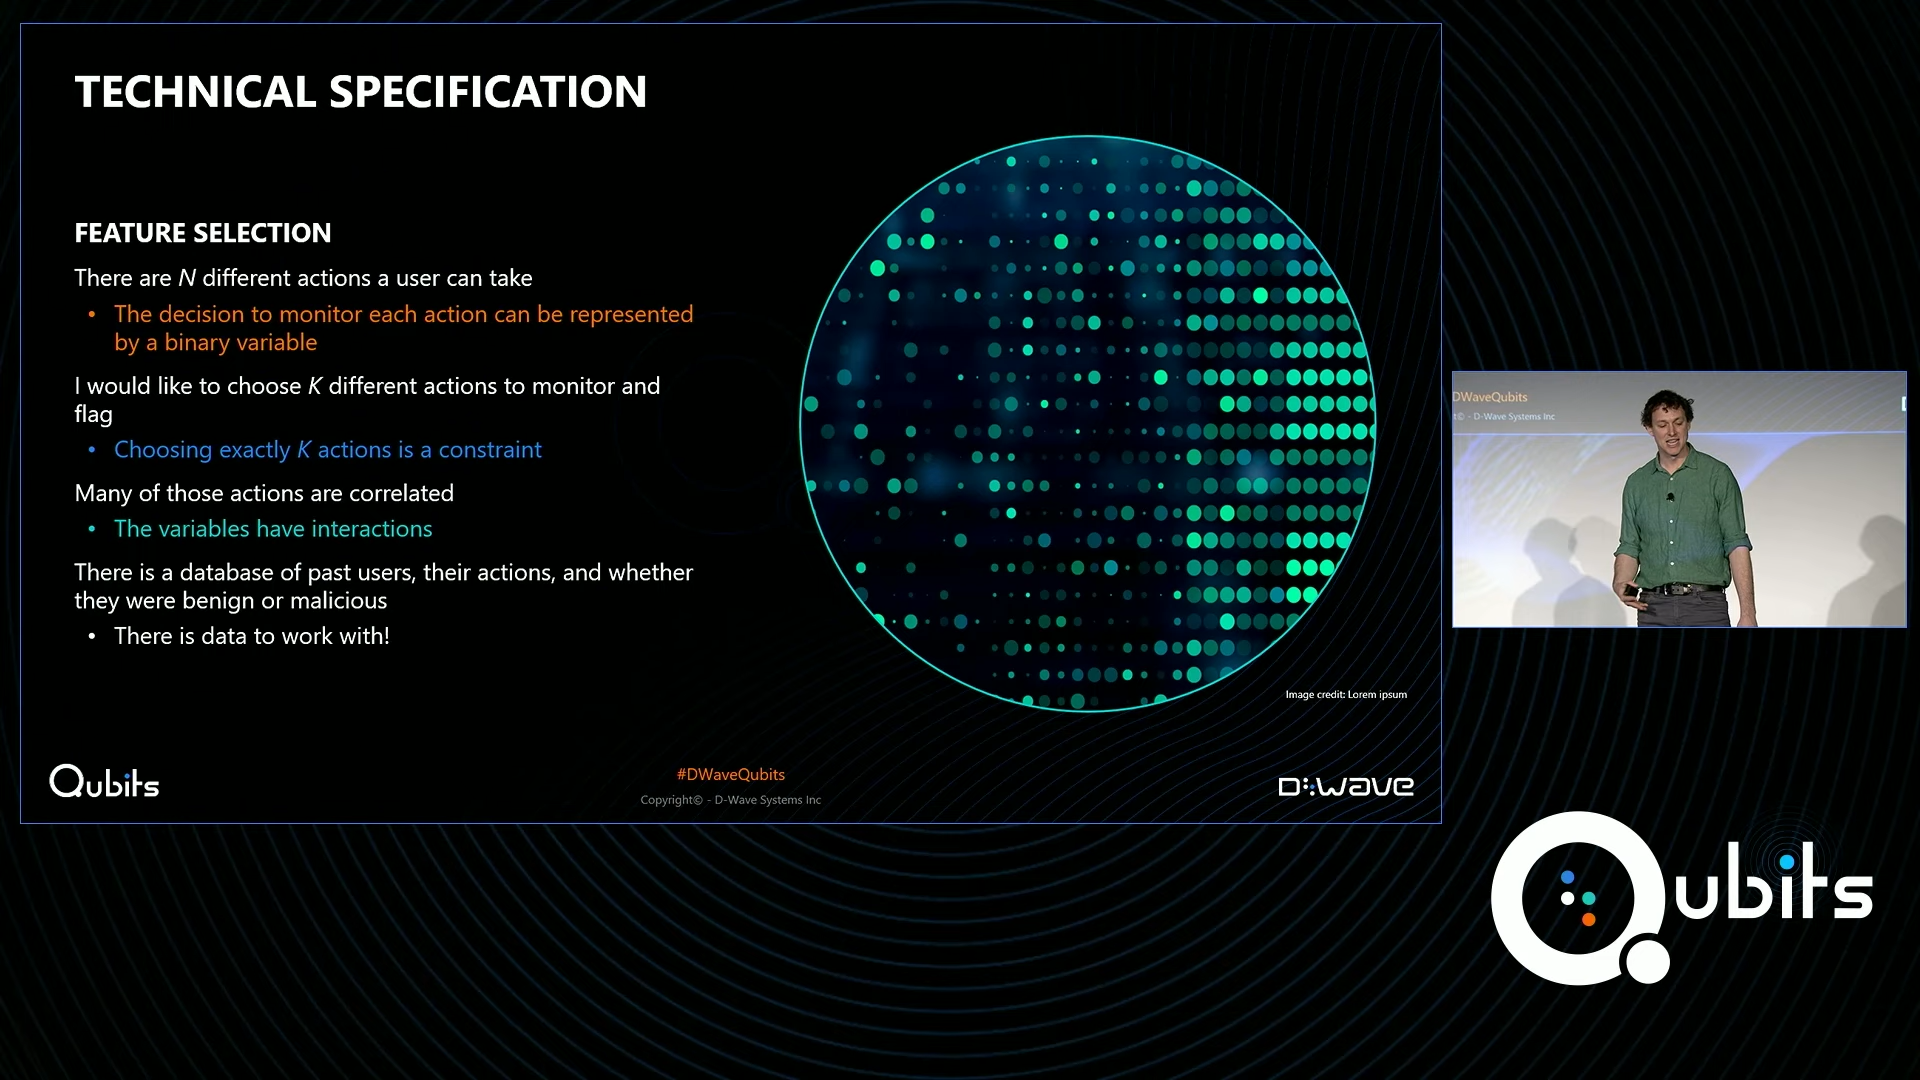 TECHNICAL SPECIFICATION
FEATURE SELECTION
There are N different actions a user can take
• The decision to monitor each action can be represented
by a binary variable
I would like to choose K different actions to monitor and
flag
• Choosing exactly K actions is a constraint
Many of those actions are correlated
• The variables have interactions
There is a database of past users, their actions, and whether
they were benign or malicious
• There is data to work with!
Image credit: Lorem ipsum
Qubits
#DWaveQubits
Copyright© - D-Wave Systems Inc
D:WAVE
DWaveQubits
t© - D-Wave Systems Inc
Qubits